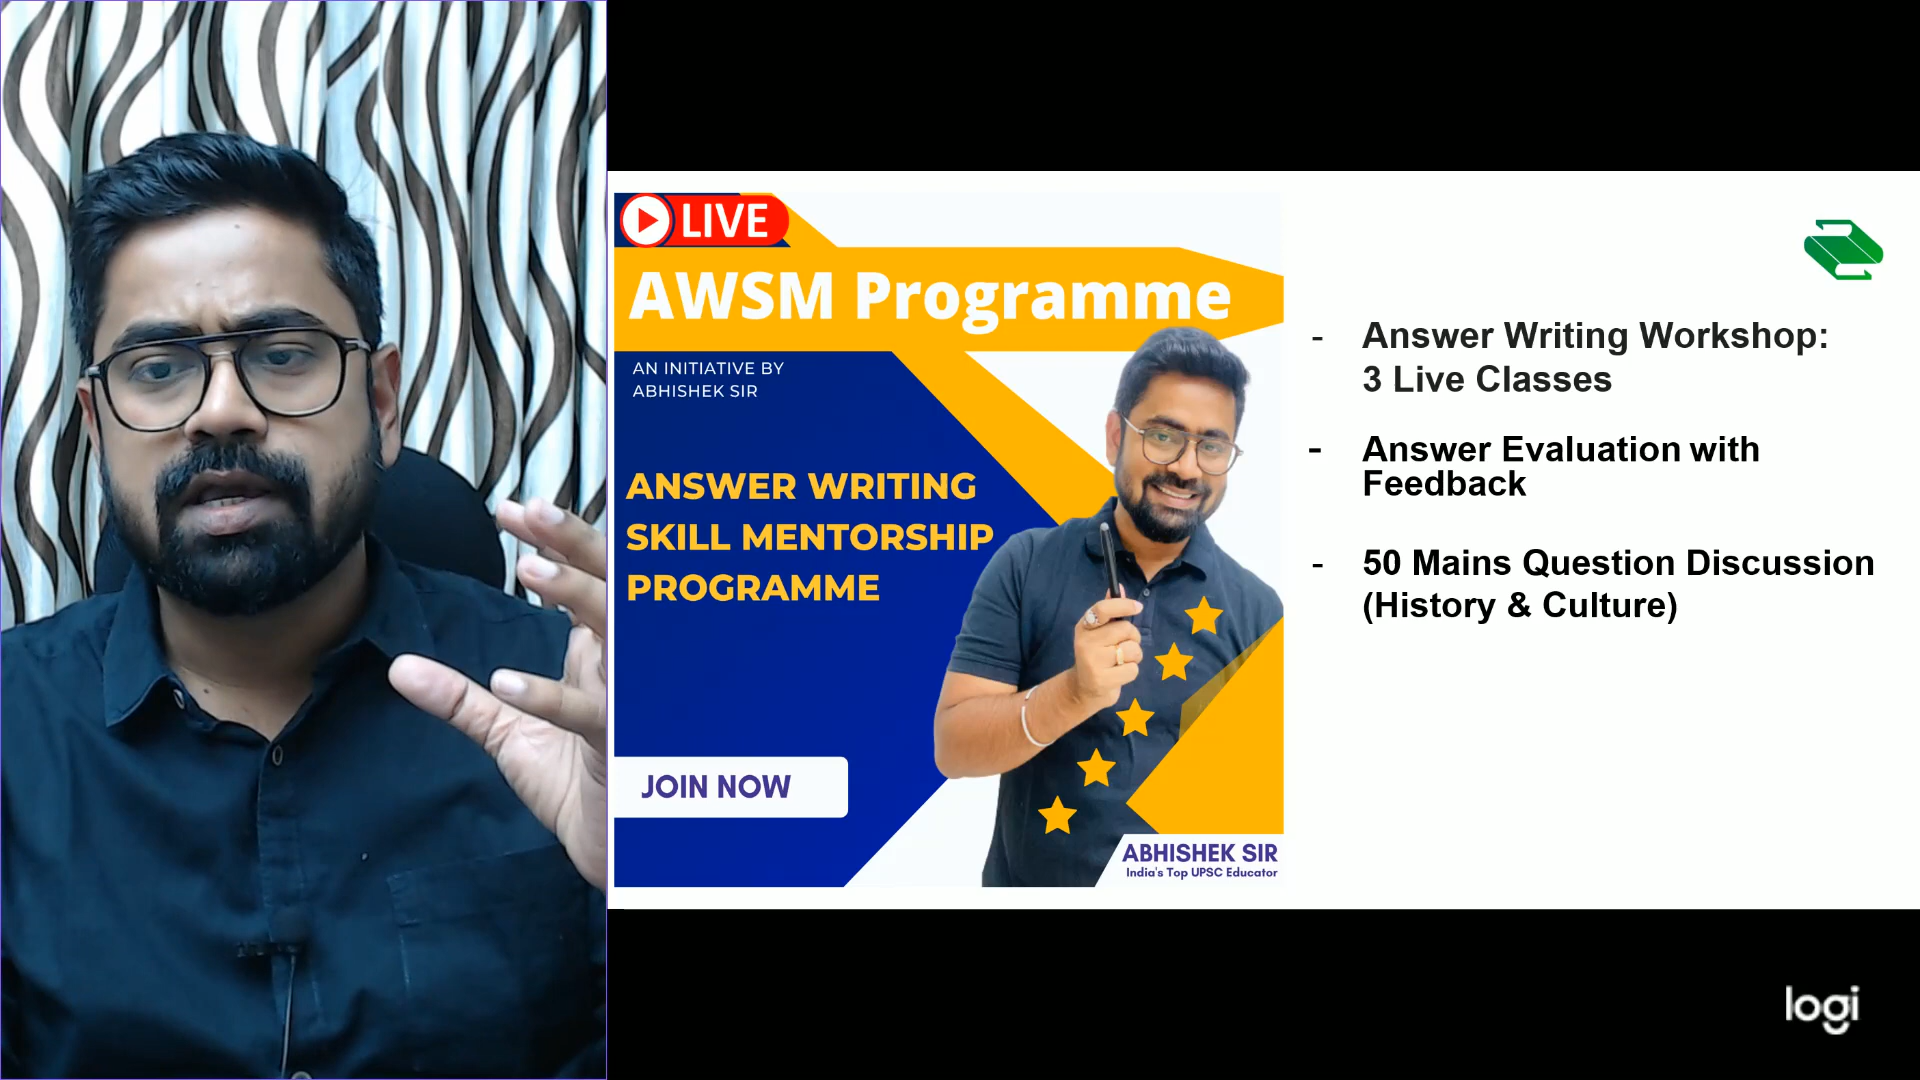 LIVE
AWSM Programme
AN INITIATIVE BY
ABHISHEK SIR
ANSWER WRITING
SKILL MENTORSHIP
PROGRAMME
JOIN NOW
ABHISHEK SIR
India's Top UPSC Educator
- Answer Writing Workshop:
3 Live Classes
- Answer Evaluation with
Feedback
- 50 Mains Question Discussion
(History & Culture)
logi